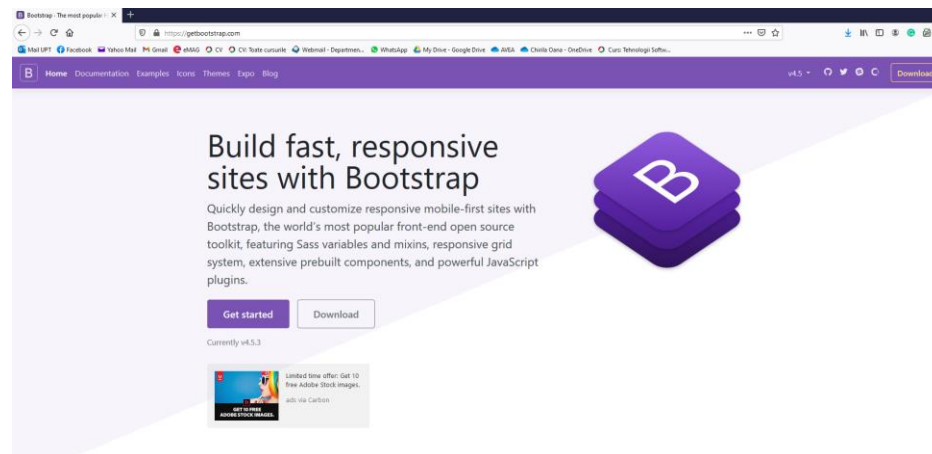 Bootstrap · The most popular H
https://getbootstrap.com
Mail UPT Facebook Yahoo Mail Gmail eMAG CV CV: Toate cursurile Webmail - Departmen... WhatsApp My Drive - Google Drive AVEA Chirila Oana - OneDrive Curs: Tehnologii Softw...
B Home Documentation Examples Icons Themes Expo Blog v4.5 Download
Build fast, responsive
sites with Bootstrap
B
Quickly design and customize responsive mobile-first sites with
Bootstrap, the world's most popular front-end open source
toolkit, featuring Sass variables and mixins, responsive grid
system, extensive prebuilt components, and powerful JavaScript
plugins.
Get started Download
Currently v4.5.3
Limited time offer: Get 10
free Adobe Stock images.
ads via Carbon
GET 10 FREE
ADOBE STOCK IMAGES.